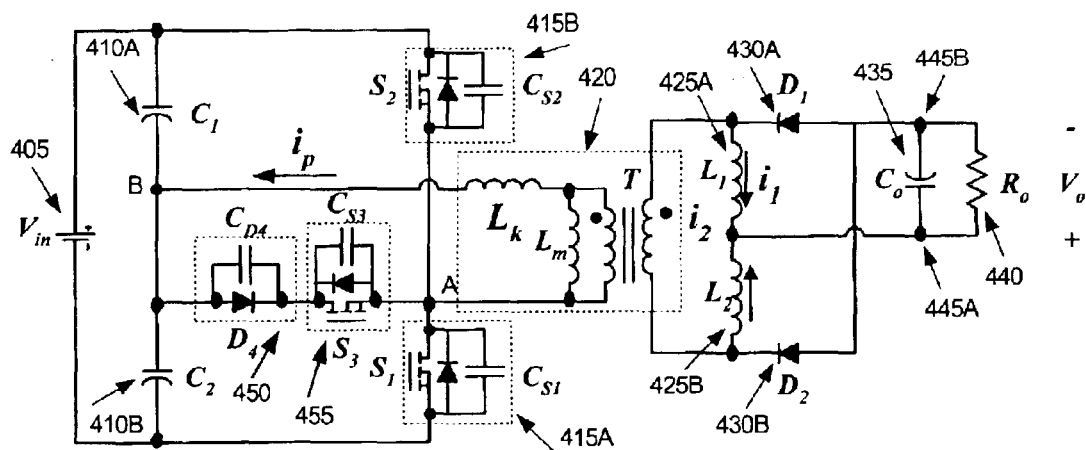 410A
415B
430A
445B
S2
CS2
420
425A
D1
435
405
C1
ip
B
T
L1
i1
Co
Ro
-
Vo
+
Vin
CD4
CS3
Lk
Lm
i2
A
L2
440
445A
D4
S3
S1
CS1
C2
450
455
425B
D2
430B
410B
415A